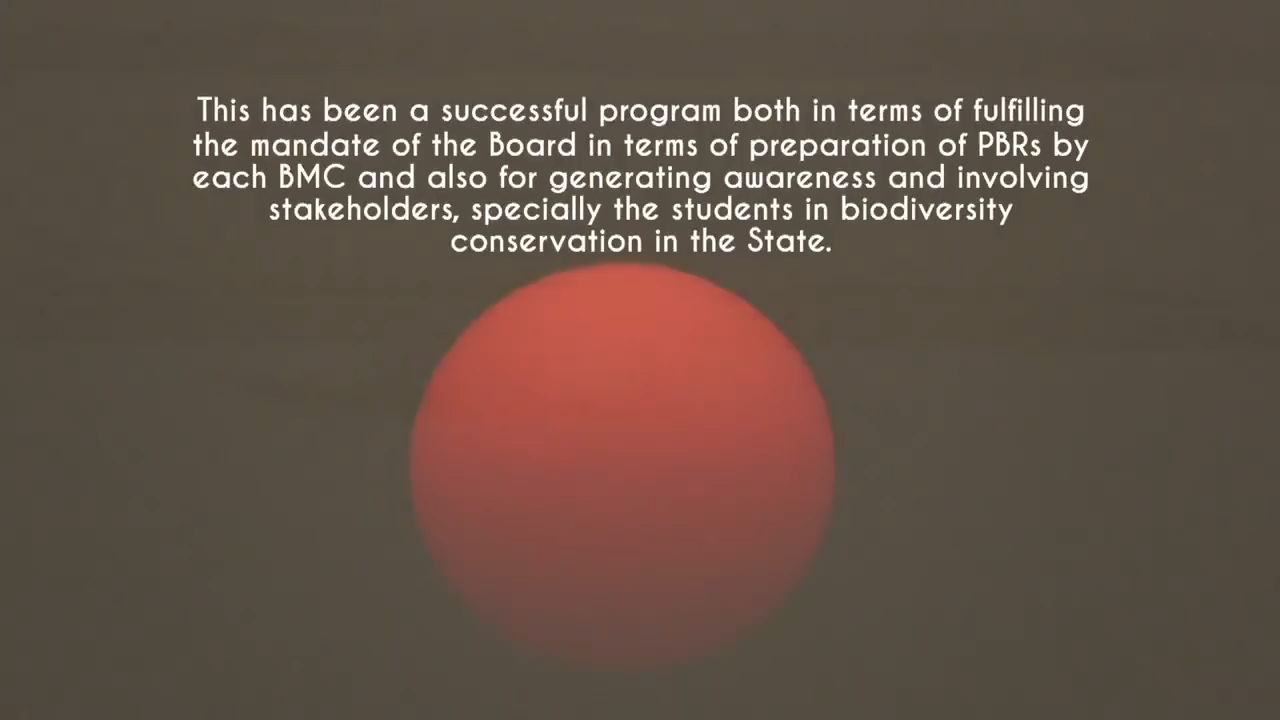 This has been a successful program both in terms of fulfilling
the mandate of the Board in terms of preparation of PBRs by
each BMC and also for generating awareness and involving
stakeholders, specially the students in biodiversity
conservation in the State.